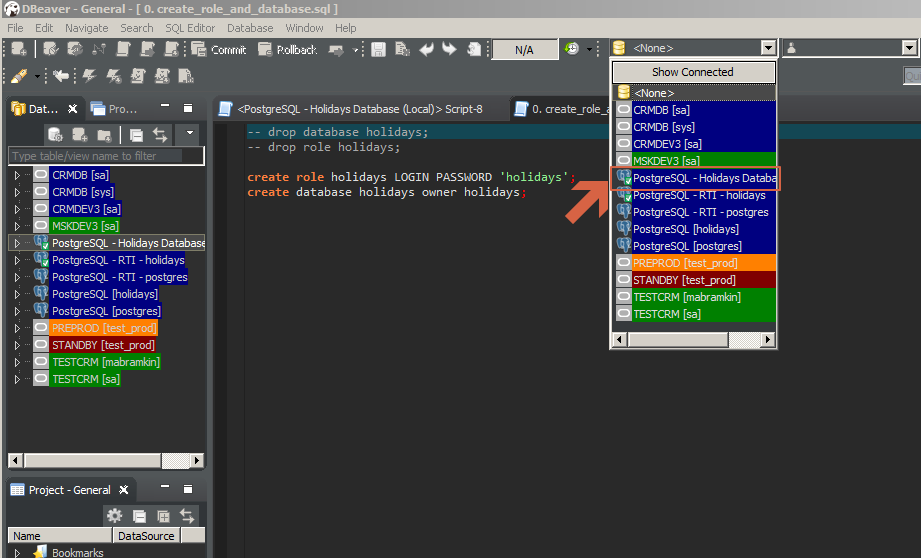 DBeaver - General - [ 0. create_role_and_database.sql ]
File Edit Navigate Search SQL Editor Database Window Help
Commit Rollback N/A <None>
Show Connected
<None>
CRMDB [sa]
CRMDB [sys]
CRMDEV3 [sa]
MSKDEV3 [sa]
PostgreSQL - Holidays Databa
PostgreSQL - RTI - holidays
PostgreSQL - RTI - postgres
PostgreSQL [holidays]
PostgreSQL [postgres]
PREPROD [test_prod]
STANDBY [test_prod]
TESTCRM [mabramkin]
TESTCRM [sa]
Qui
Dat... Pro...
Type table/view name to filter
CRMDB [sa]
CRMDB [sys]
CRMDEV3 [sa]
MSKDEV3 [sa]
PostgreSQL - Holidays Database
PostgreSQL - RTI - holidays
PostgreSQL - RTI - postgres
PostgreSQL [holidays]
PostgreSQL [postgres]
PREPROD [test_prod]
STANDBY [test_prod]
TESTCRM [mabramkin]
TESTCRM [sa]
<PostgreSQL - Holidays Database (Local)> Script-8
0. create_role_a
-- drop database holidays;
-- drop role holidays;
create role holidays LOGIN PASSWORD 'holidays';
create database holidays owner holidays;
Project - General
Name DataSource
Bookmarks